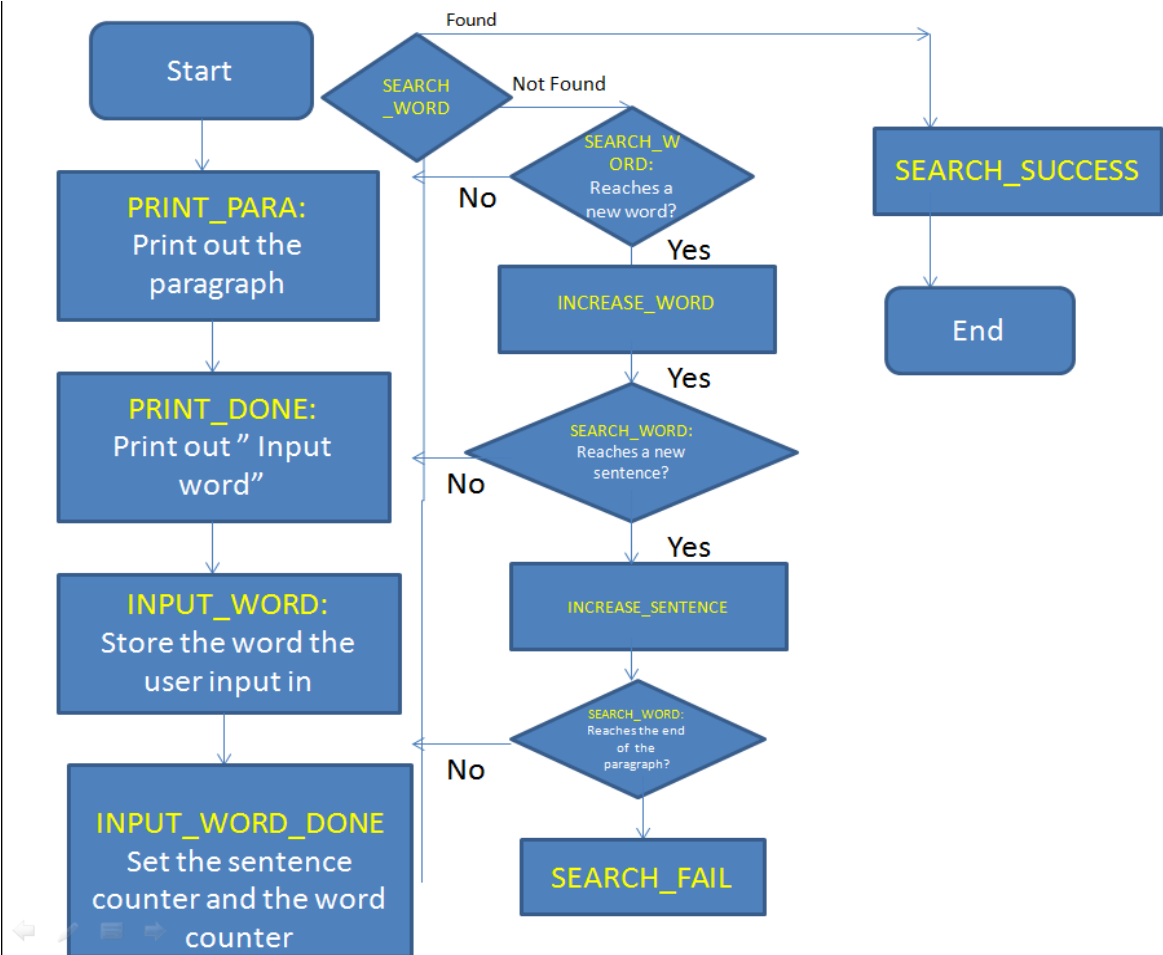 Start
PRINT_PARA:
Print out the
paragraph
PRINT_DONE:
Print out ” Input
word”
INPUT_WORD:
Store the word the
user input in
INPUT_WORD_DONE
Set the sentence
counter and the word
counter
Found
SEARCH
_WORD
Not Found
SEARCH_W
ORD:
Reaches a
new word?
No
Yes
INCREASE_WORD
Yes
SEARCH_WORD:
Reaches a new
sentence?
No
Yes
INCREASE_SENTENCE
SEARCH_WORD:
Reaches the end
of the
paragraph?
No
SEARCH_FAIL
SEARCH_SUCCESS
End